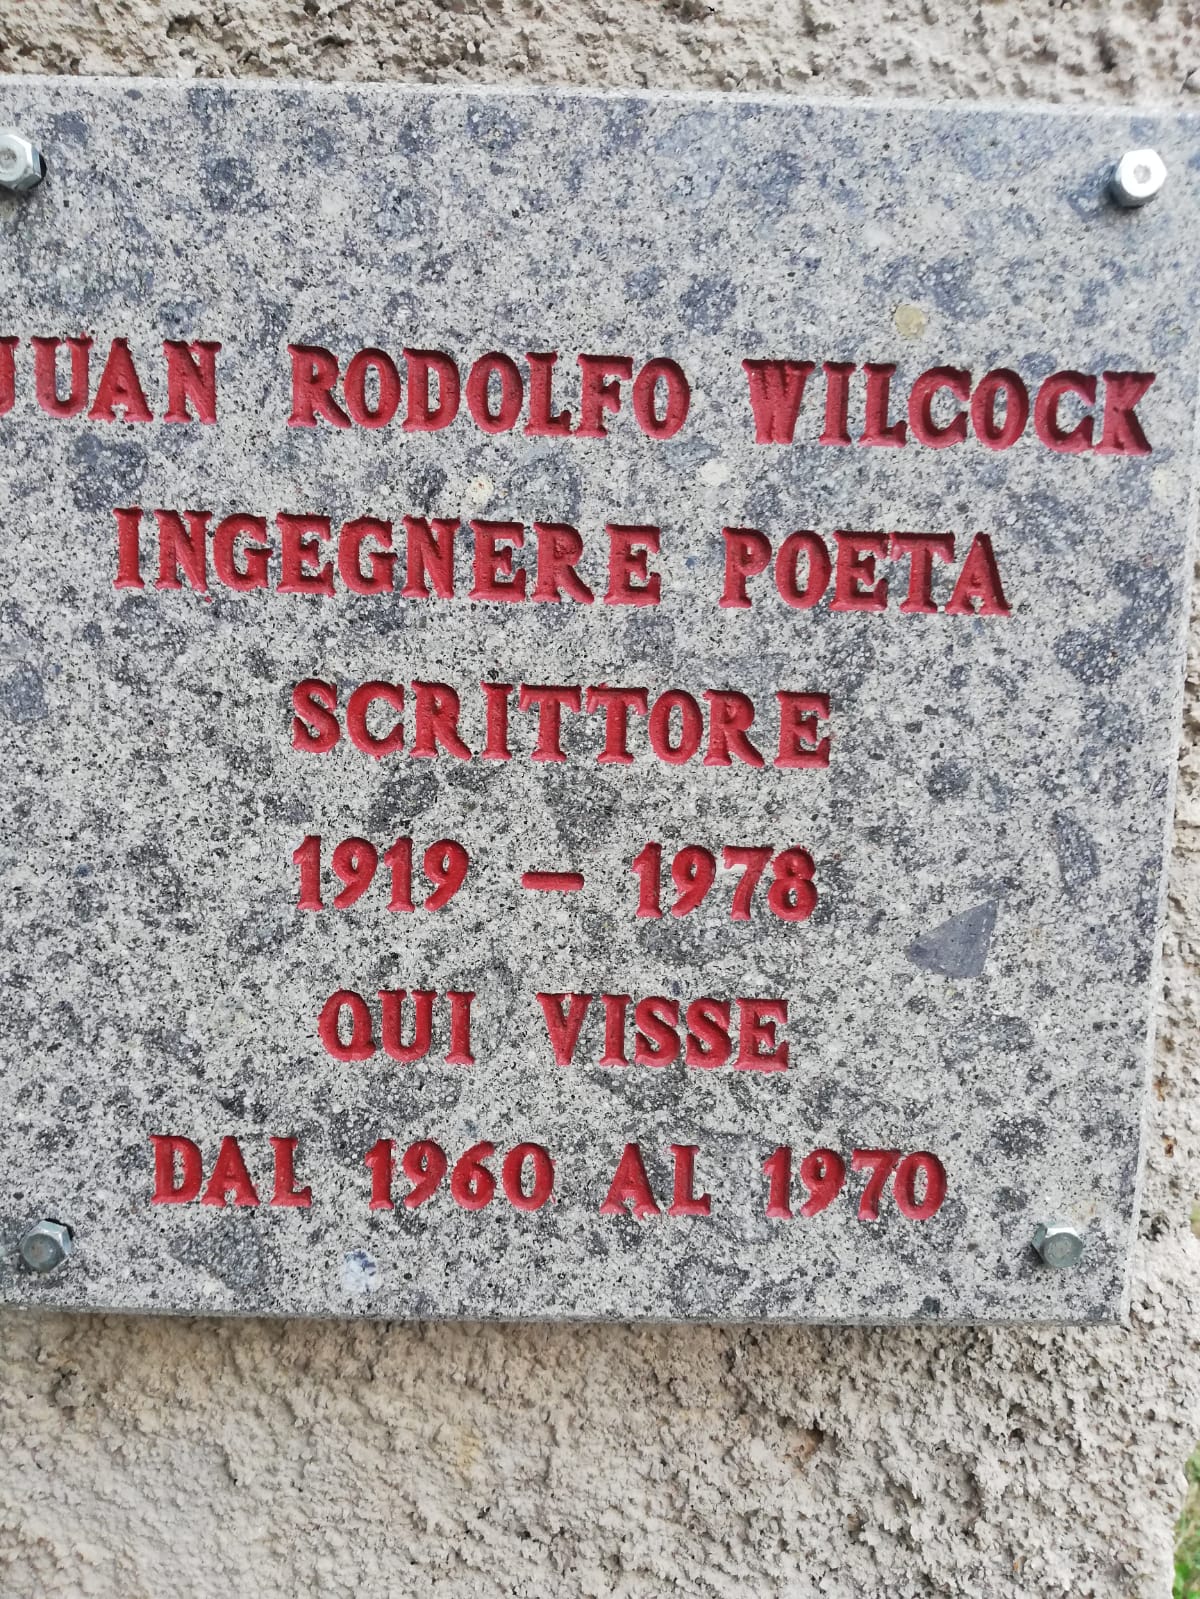 JUAN RODOLFO WILCOCK
INGEGNERE POETA
SCRITTORE
1919 - 1978
QUI VISSE
DAL 1960 AL 1970